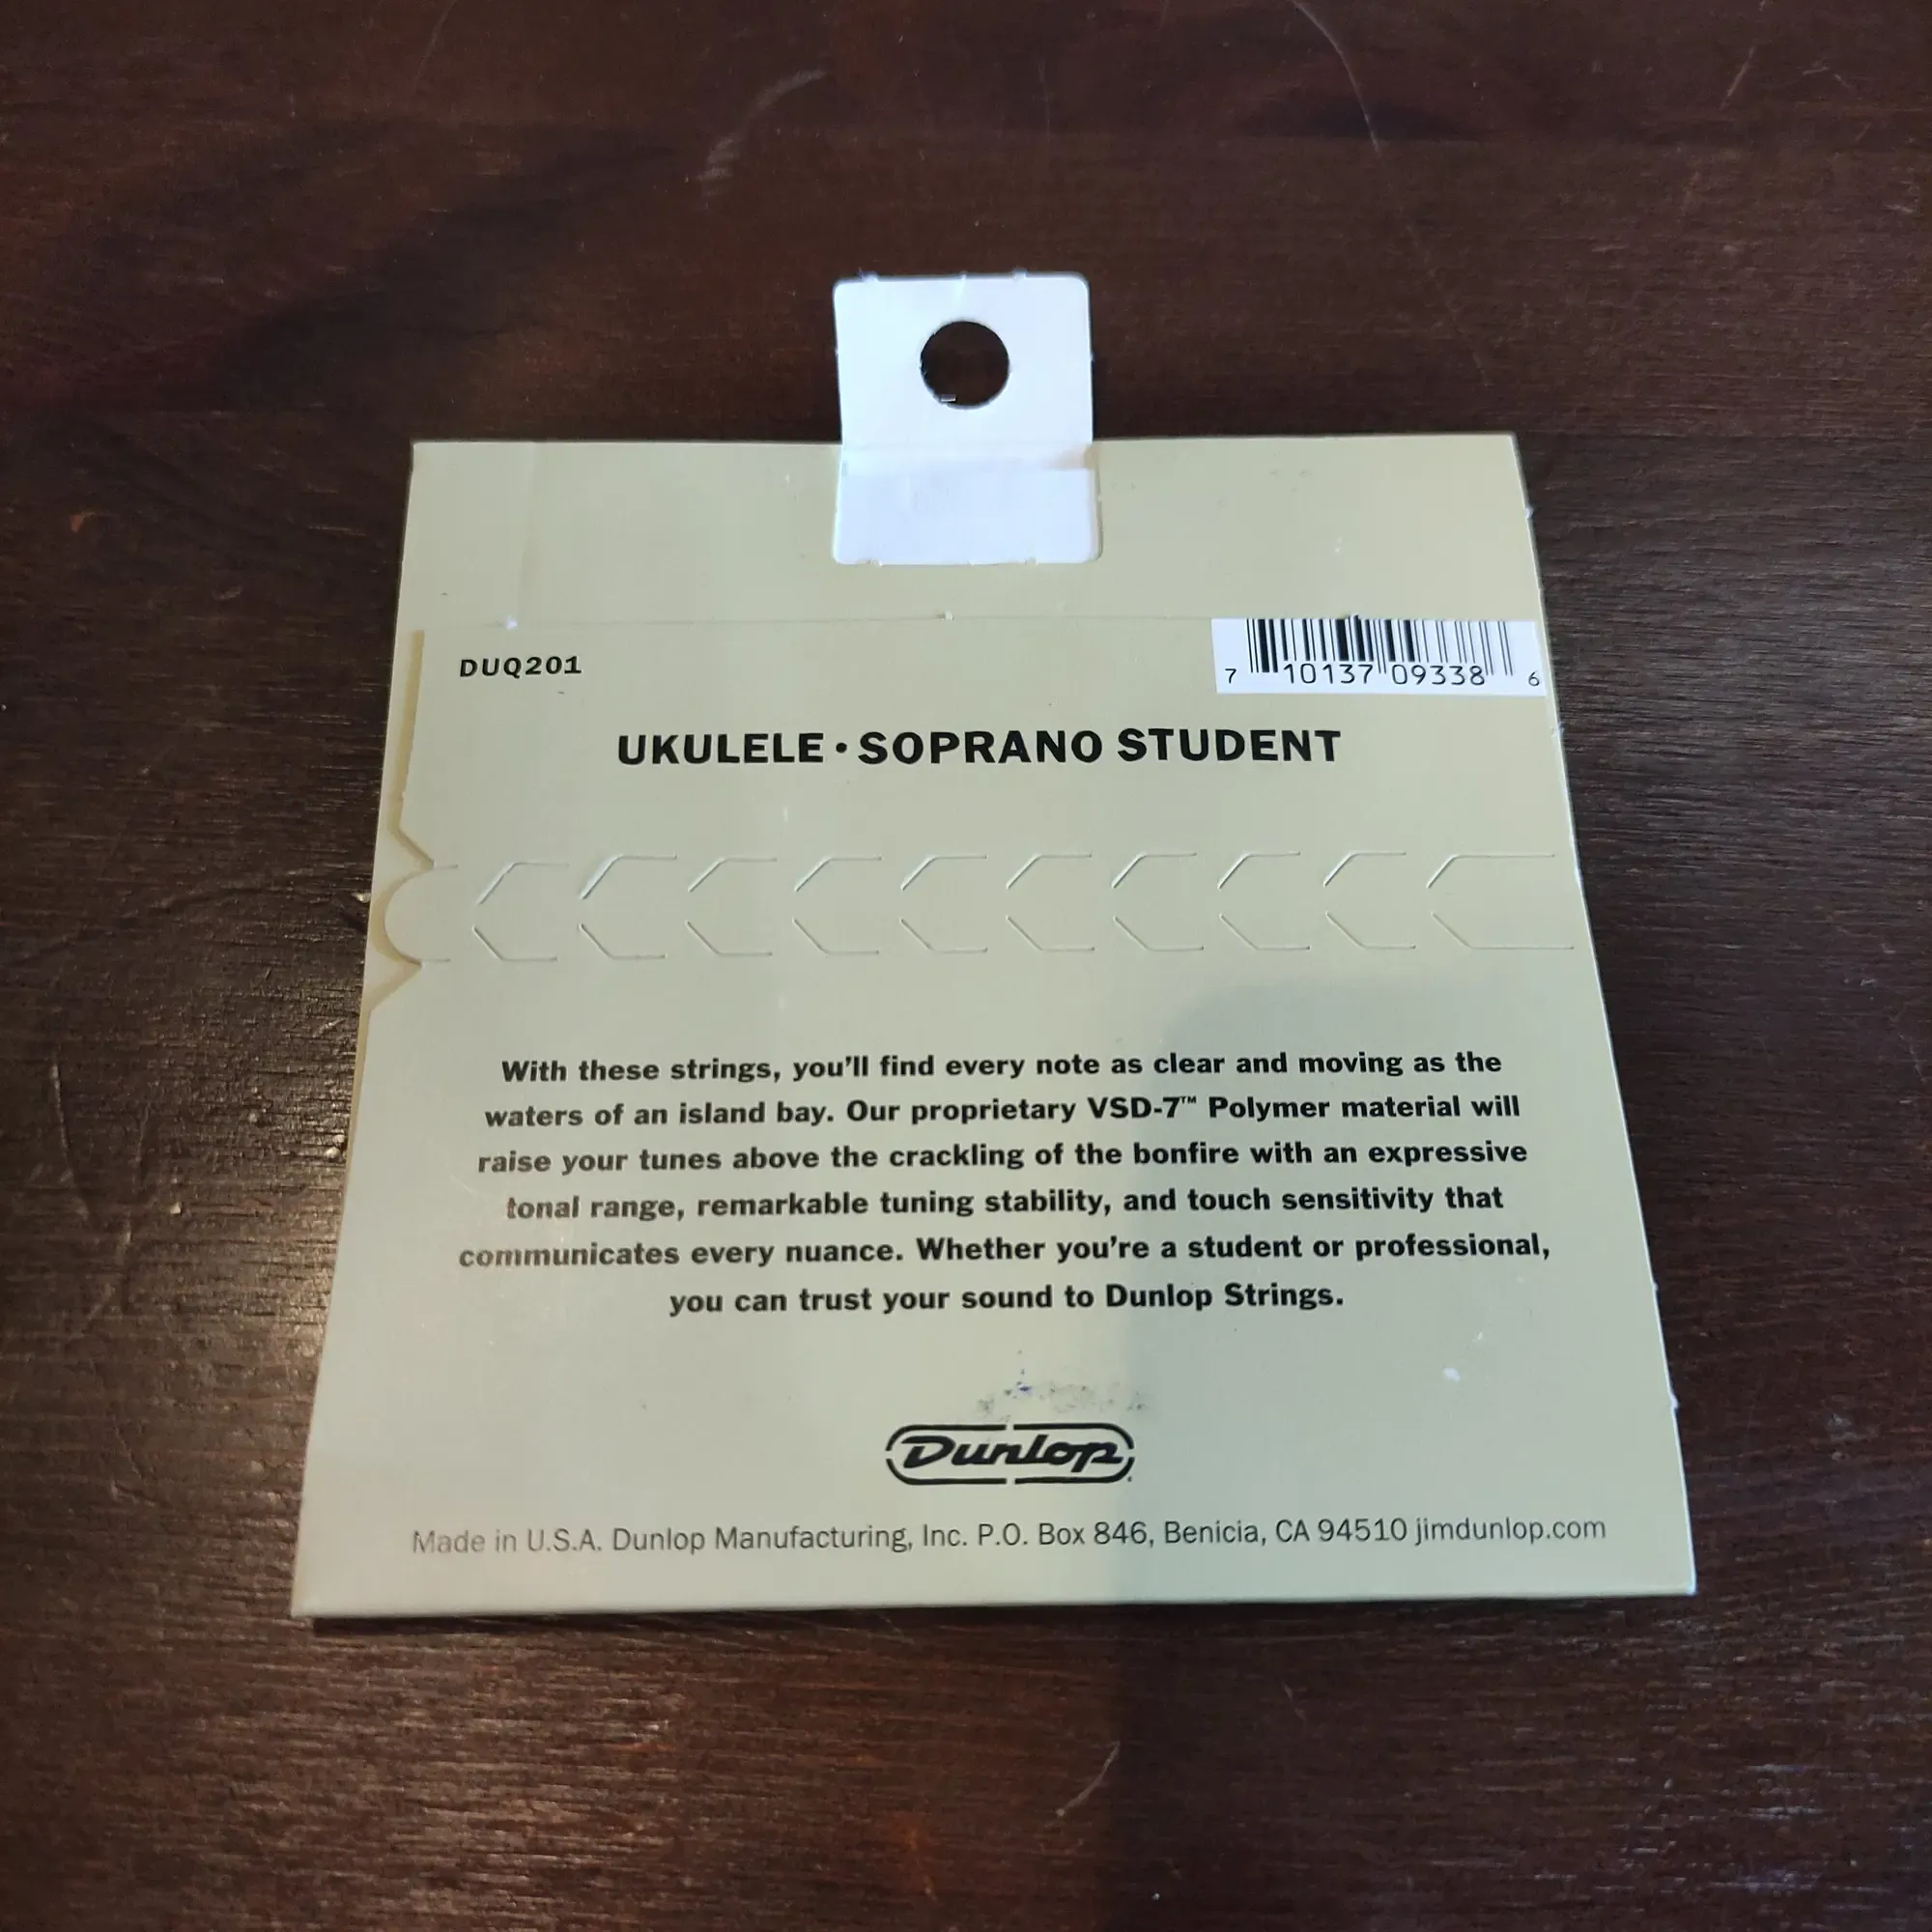 DUQ201
7 10137 09338 6
UKULELE • SOPRANO STUDENT
With these strings, you'll find every note as clear and moving as the
waters of an island bay. Our proprietary VSD-7™ Polymer material will
raise your tunes above the crackling of the bonfire with an expressive
tonal range, remarkable tuning stability, and touch sensitivity that
communicates every nuance. Whether you're a student or professional,
you can trust your sound to Dunlop Strings.
Dunlop
Made in U.S.A. Dunlop Manufacturing, Inc. P.O. Box 846, Benicia, CA 94510 jimdunlop.com